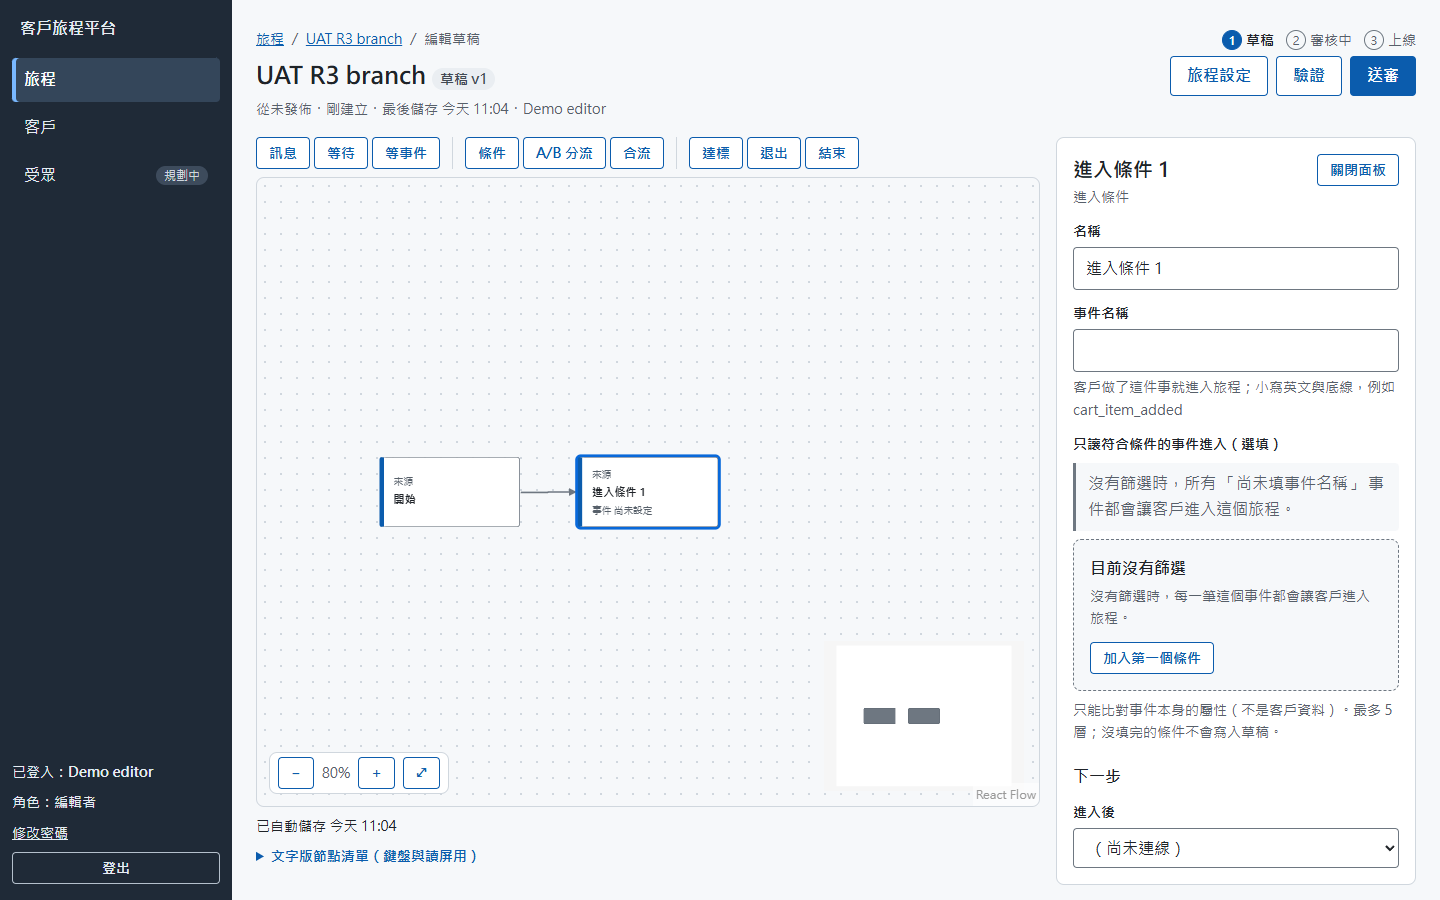 客戶旅程平台
旅程
客戶
受眾 規劃中
已登入：Demo editor
角色：編輯者
修改密碼
登出
旅程 / UAT R3 branch / 編輯草稿
UAT R3 branch 草稿 v1
從未發佈 · 剛建立 · 最後儲存 今天 11:04 · Demo editor
1 草稿 2 審核中 3 上線
旅程設定 驗證 送審
訊息 等待 等事件 條件 A/B 分流 合流 達標 退出 結束
來源
開始
來源
進入條件 1
事件 尚未設定
− 80% +
React Flow
已自動儲存 今天 11:04
文字版節點清單（鍵盤與讀屏用）
進入條件 1
關閉面板
進入條件
名稱
進入條件 1
事件名稱
客戶做了這件事就進入旅程；小寫英文與底線，例如
cart_item_added
只讓符合條件的事件進入（選填）
沒有篩選時，所有「尚未填事件名稱」事
件都會讓客戶進入這個旅程。
目前沒有篩選
沒有篩選時，每一筆這個事件都會讓客戶進入
旅程。
加入第一個條件
只能比對事件本身的屬性（不是客戶資料）。最多 5
層；沒填完的條件不會寫入草稿。
下一步
進入後
（尚未連線）